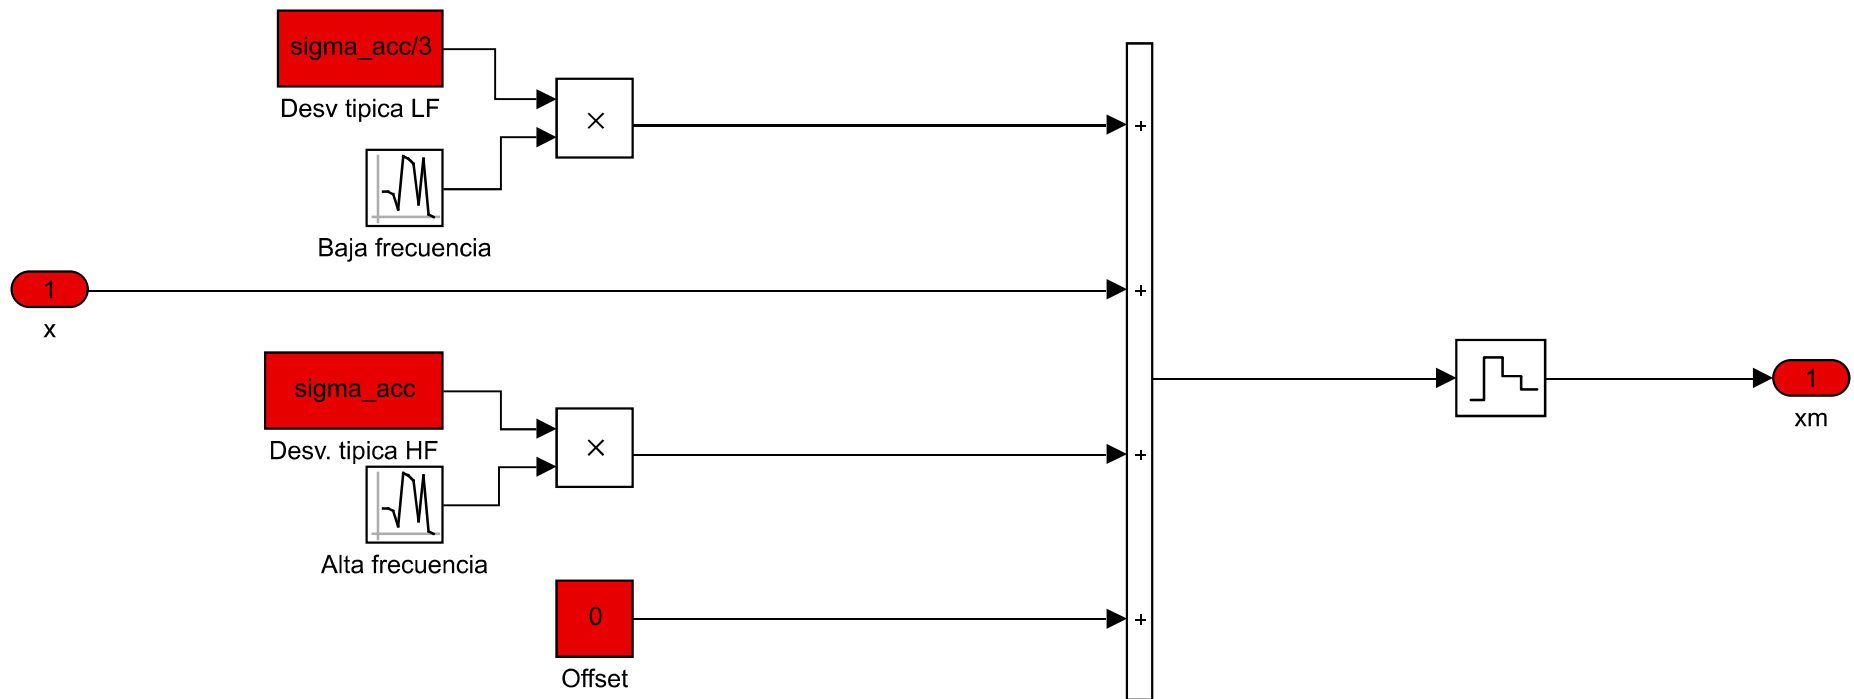 sigma_acc/3
Desv tipica LF
×
+
Baja frecuencia
1
x
+
sigma_acc
Desv. tipica HF
×
+
1
xm
Alta frecuencia
0
Offset
+